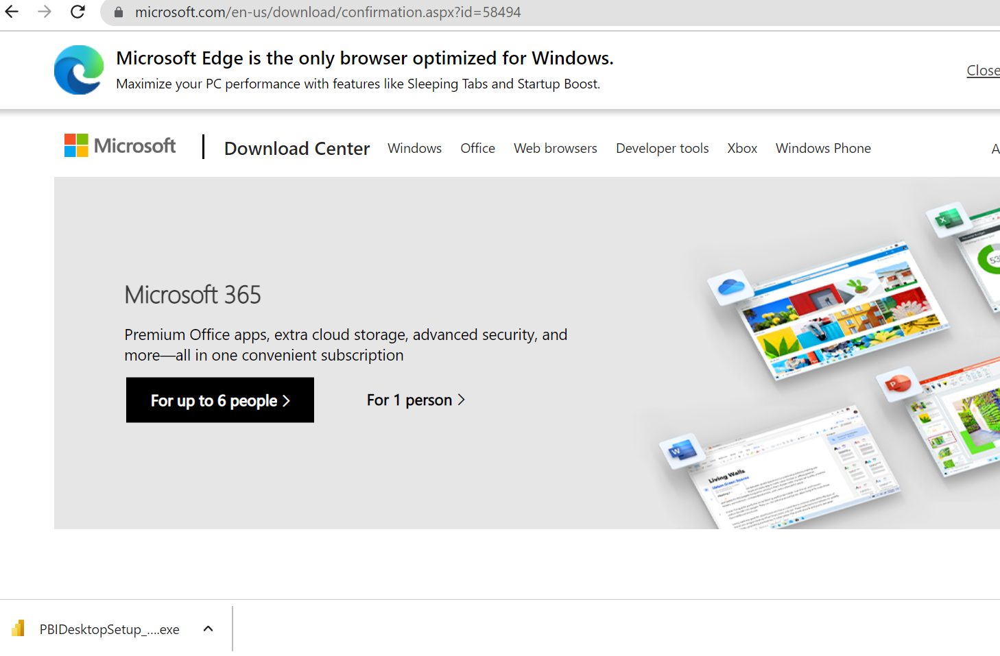 microsoft.com/en-us/download/confirmation.aspx?id=58494
Microsoft Edge is the only browser optimized for Windows.
Maximize your PC performance with features like Sleeping Tabs and Startup Boost.
Close
Microsoft
Download Center
Windows
Office
Web browsers
Developer tools
Xbox
Windows Phone
A
Microsoft 365
Premium Office apps, extra cloud storage, advanced security, and
more—all in one convenient subscription
For up to 6 people
For 1 person
Living Walls
PBIDesktopSetup_....exe